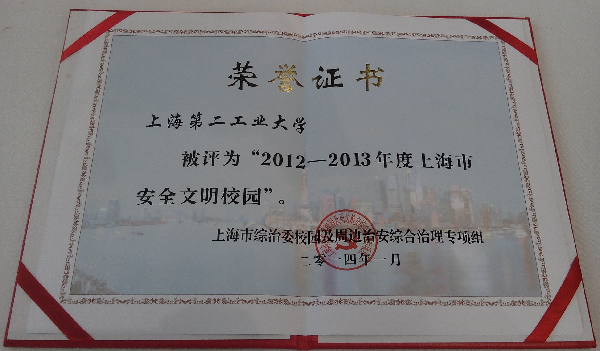 荣誉证书
上海第二工业大学
被评为“2012—2013年度上海市
安全文明校园”。
上海市综治委校园及周边治安综合治理专项组
二零一四年一月